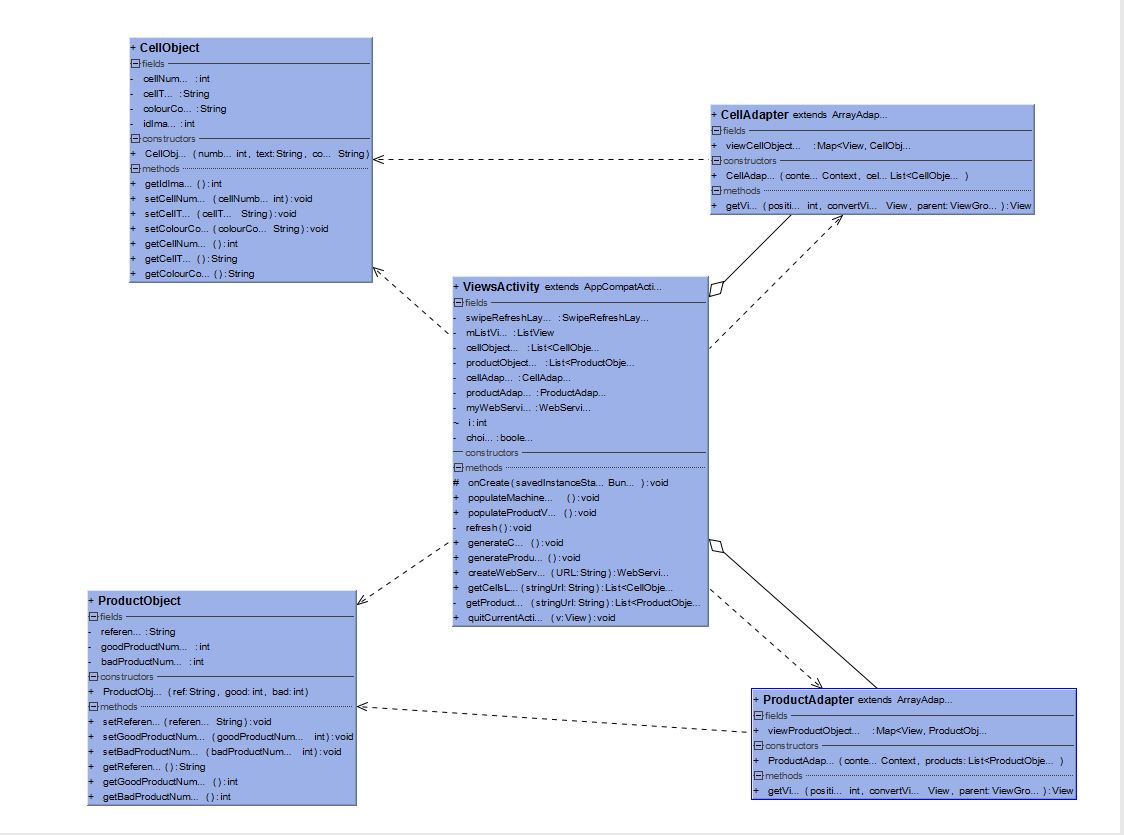 + CellObject
fields
- cellNum... : int
- cellT... : String
- colourCo... : String
- idIma... : int
constructors
+ CellObj... (numb... int, text: String, co... String)
methods
+ getIdIma... () : int
+ setCellNum... (cellNumb... int) : void
+ setCellT... (cellT... String) : void
+ setColourCo... (colourCo... String) : void
+ getCellNum... () : int
+ getCellT... () : String
+ getColourCo... () : String
+ CellAdapter extends ArrayAdap...
fields
+ viewCellObject... : Map<View, CellObj...
constructors
+ CellAdap... (conte... Context, cel... List<CellObje... )
methods
+ getVi... (positi... int, convertVi... View, parent: ViewGro... ) : View
+ ViewsActivity extends AppCompatActi...
fields
- swipeRefreshLay... : SwipeRefreshLay...
- mListVi... : ListView
- cellObject... : List<CellObje...
- productObject... : List<ProductObje...
- cellAdap... : CellAdap...
- productAdap... : ProductAdap...
- myWebServi... : WebServi...
~ i : int
- choi... : boole...
constructors
methods
# onCreate (savedInstanceSta... Bun... ) : void
+ populateMachine... () : void
+ populateProductV... () : void
- refresh () : void
+ generateC... () : void
+ generateProdu... () : void
+ createWebServ... (URL: String) : WebServi...
+ getCellsL... (stringUrl: String) : List<CellObje...
- getProduct... (stringUrl: String) : List<ProductObje...
+ quitCurrentActi... (v: View) : void
+ ProductObject
fields
- referen... : String
- goodProductNum... : int
- badProductNum... : int
constructors
+ ProductObj... (ref: String, good: int, bad: int)
methods
+ setReferen... (referen... String) : void
+ setGoodProductNum... (goodProductNum... int) : void
+ setBadProductNum... (badProductNum... int) : void
+ getReferen... () : String
+ getGoodProductNum... () : int
+ getBadProductNum... () : int
+ ProductAdapter extends ArrayAdap...
fields
+ viewProductObject... : Map<View, ProductObj...
constructors
+ ProductAdap... (conte... Context, products: List<ProductObje... )
methods
+ getVi... (positi... int, convertVi... View, parent: ViewGro... ) : View